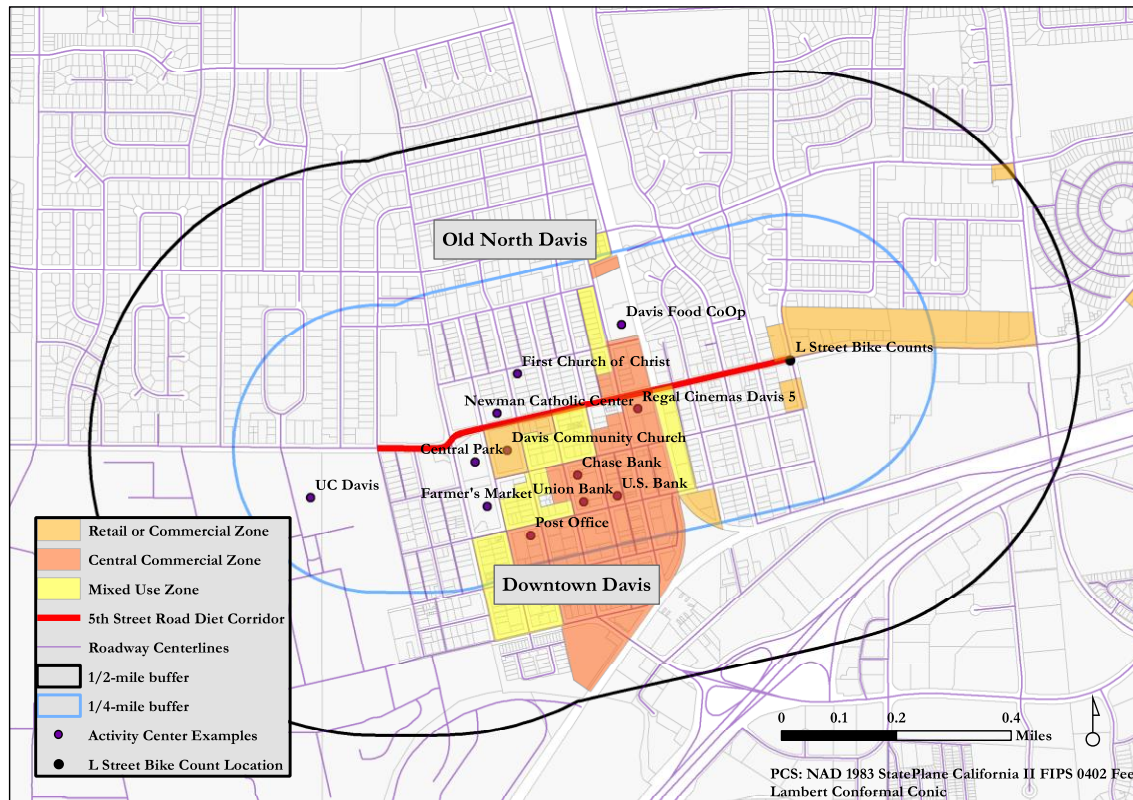 Old North Davis
Davis Food CoOp
L Street Bike Counts
First Church of Christ
Newman Catholic Center
Regal Cinemas Davis 5
Davis Community Church
Central Park
Chase Bank
UC Davis
Farmer's Market
Union Bank
U.S. Bank
Post Office
Downtown Davis
Retail or Commercial Zone
Central Commercial Zone
Mixed Use Zone
5th Street Road Diet Corridor
Roadway Centerlines
1/2-mile buffer
1/4-mile buffer
Activity Center Examples
L Street Bike Count Location
0 0.1 0.2 0.4
Miles
PCS: NAD 1983 StatePlane California II FIPS 0402 Fee
Lambert Conformal Conic